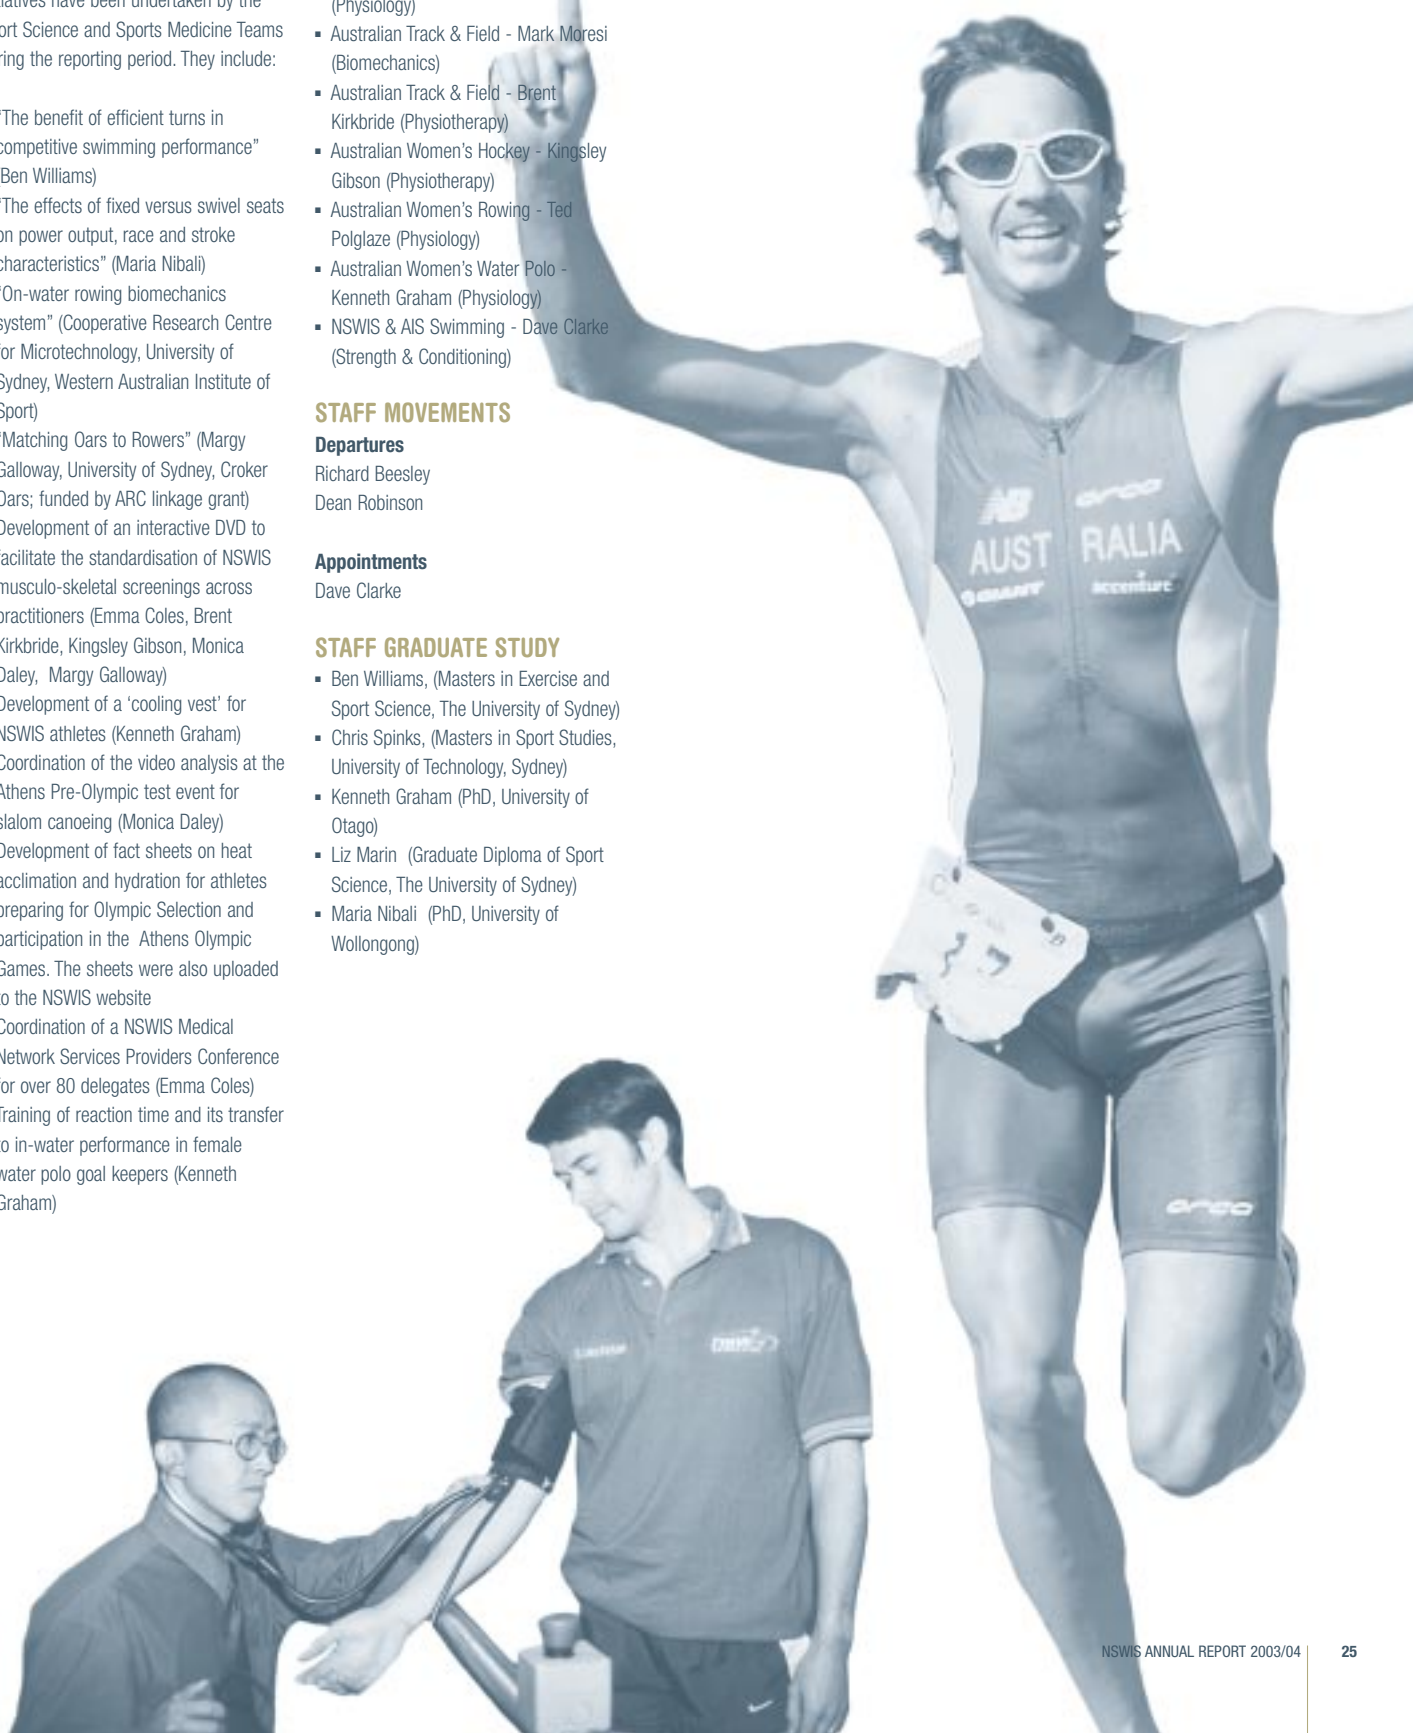 have been undertaken by the
Science and Sports Medicine Teams
the reporting period. They include:
“The benefit of efficient turns in
competitive swimming performance”
(Ben Williams)
“The effects of fixed versus swivel seats
on power output, race and stroke
characteristics” (Maria Nibali)
“On-water rowing biomechanics
system” (Cooperative Research Centre
for Microtechnology, University of
Sydney, Western Australian Institute of
Sport)
“Matching Oars to Rowers” (Margy
Galloway, University of Sydney, Croker
Oars; funded by ARC linkage grant)
Development of an interactive DVD to
facilitate the standardisation of NSWIS
musculo-skeletal screenings across
practitioners (Emma Coles, Brent
Kirkbride, Kingsley Gibson, Monica
Daley, Margy Galloway)
Development of a ‘cooling vest’ for
NSWIS athletes (Kenneth Graham)
Coordination of the video analysis at the
Athens Pre-Olympic test event for
slalom canoeing (Monica Daley)
Development of fact sheets on heat
acclimation and hydration for athletes
preparing for Olympic Selection and
participation in the Athens Olympic
Games. The sheets were also uploaded
to the NSWIS website
Coordination of a NSWIS Medical
Network Services Providers Conference
for over 80 delegates (Emma Coles)
Training of reaction time and its transfer
to in-water performance in female
water polo goal keepers (Kenneth
Graham)
(Physiology)
▪ Australian Track & Field - Mark Moresi
(Biomechanics)
▪ Australian Track & Field - Brent
Kirkbride (Physiotherapy)
▪ Australian Women’s Hockey - Kingsley
Gibson (Physiotherapy)
▪ Australian Women’s Rowing - Ted
Polglaze (Physiology)
▪ Australian Women’s Water Polo -
Kenneth Graham (Physiology)
▪ NSWIS & AIS Swimming - Dave Clarke
(Strength & Conditioning)
STAFF MOVEMENTS
Departures
Richard Beesley
Dean Robinson
Appointments
Dave Clarke
STAFF GRADUATE STUDY
▪ Ben Williams, (Masters in Exercise and
Sport Science, The University of Sydney)
▪ Chris Spinks, (Masters in Sport Studies,
University of Technology, Sydney)
▪ Kenneth Graham (PhD, University of
Otago)
▪ Liz Marin (Graduate Diploma of Sport
Science, The University of Sydney)
▪ Maria Nibali (PhD, University of
Wollongong)
NB orca
AUSTRALIA
GIANT accenture
orca
NSWIS ANNUAL REPORT 2003/04 25